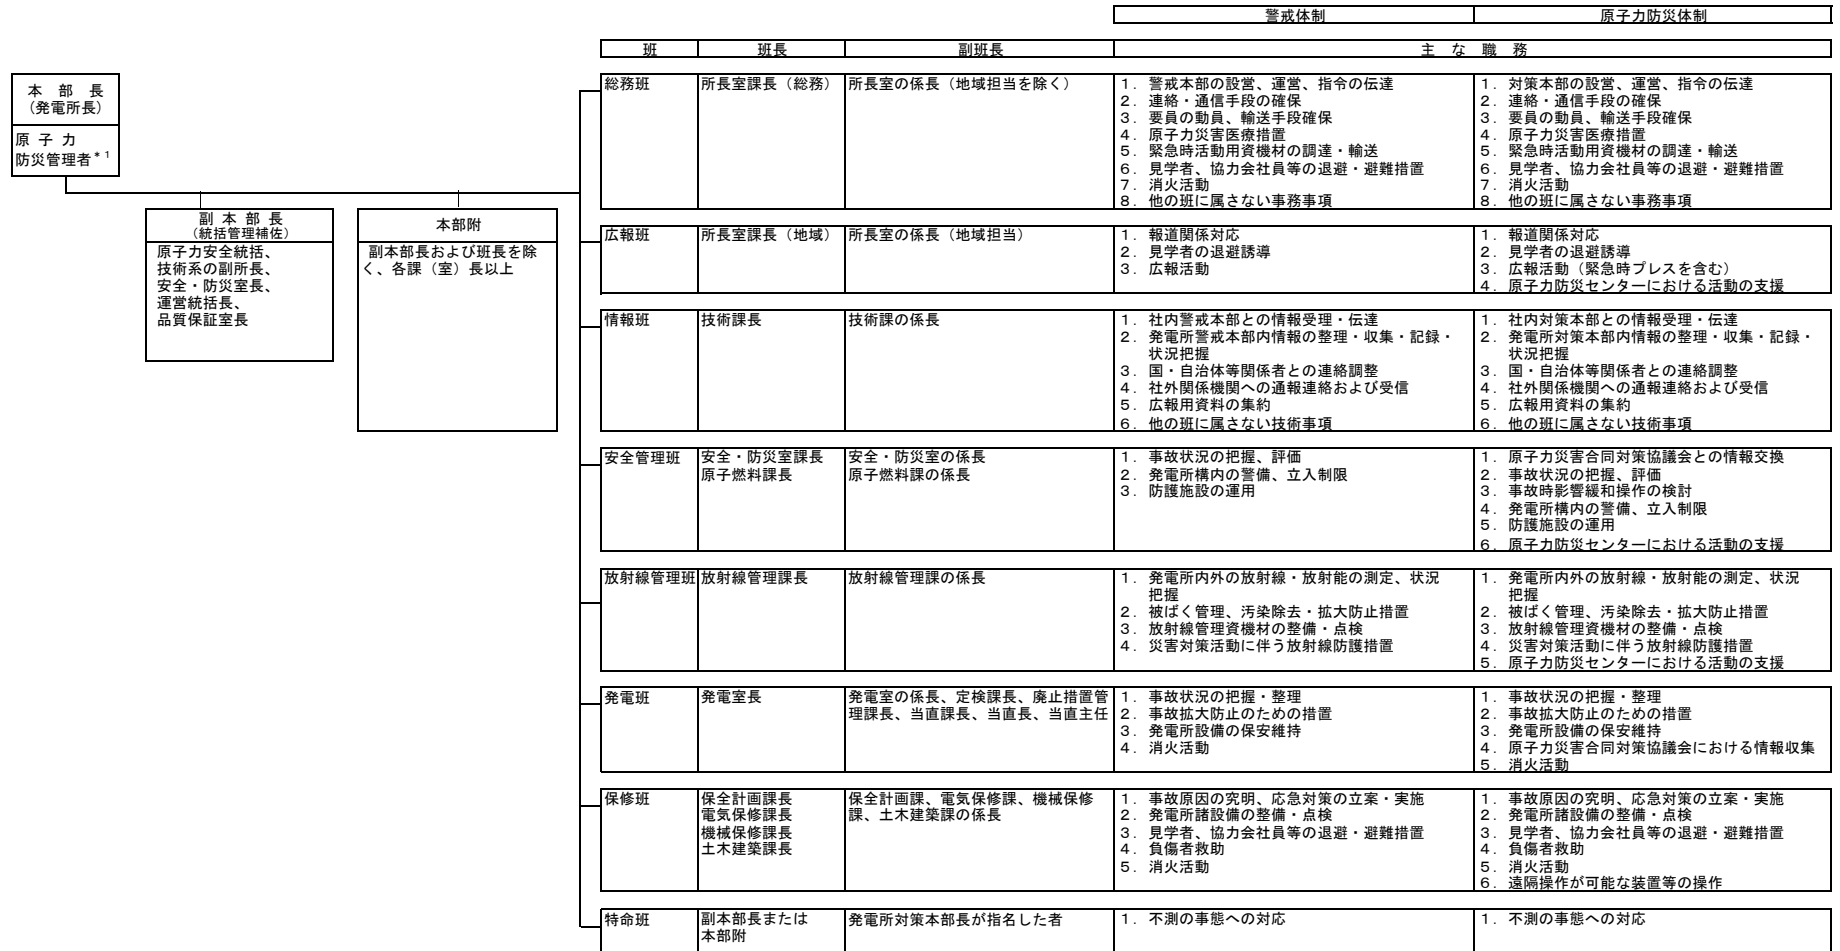 警戒体制 原子力防災体制
班 班長 副班長 主な職務
本部長
（発電所長）
原子力
防災管理者*1
副本部長
（統括管理補佐）
原子力安全統括、
技術系の副所長、
安全・防災室長、
運営統括長、
品質保証室長
本部附
副本部長および班長を除
く、各課（室）長以上
総務班
所長室課長（総務）
所長室の係長（地域担当を除く）
1．警戒本部の設営、運営、指令の伝達
2．連絡・通信手段の確保
3．要員の動員、輸送手段確保
4．原子力災害医療措置
5．緊急時活動用資機材の調達・輸送
6．見学者、協力会社員等の退避・避難措置
7．消火活動
8．他の班に属さない事務事項
1．対策本部の設営、運営、指令の伝達
2．連絡・通信手段の確保
3．要員の動員、輸送手段確保
4．原子力災害医療措置
5．緊急時活動用資機材の調達・輸送
6．見学者、協力会社員等の退避・避難措置
7．消火活動
8．他の班に属さない事務事項
広報班
所長室課長（地域）
所長室の係長（地域担当）
1．報道関係対応
2．見学者の退避誘導
3．広報活動
1．報道関係対応
2．見学者の退避誘導
3．広報活動（緊急時プレスを含む）
4．原子力防災センターにおける活動の支援
情報班
技術課長
技術課の係長
1．社内警戒本部との情報受理・伝達
2．発電所警戒本部内情報の整理・収集・記録・
状況把握
3．国・自治体等関係者との連絡調整
4．社外関係機関への通報連絡および受信
5．広報用資料の集約
6．他の班に属さない技術事項
1．社内対策本部との情報受理・伝達
2．発電所対策本部内情報の整理・収集・記録・
状況把握
3．国・自治体等関係者との連絡調整
4．社外関係機関への通報連絡および受信
5．広報用資料の集約
6．他の班に属さない技術事項
安全管理班
安全・防災室課長
原子燃料課長
安全・防災室の係長
原子燃料課の係長
1．事故状況の把握、評価
2．発電所構内の警備、立入制限
3．防護施設の運用
1．原子力災害合同対策協議会との情報交換
2．事故状況の把握、評価
3．事故時影響緩和操作の検討
4．発電所構内の警備、立入制限
5．防護施設の運用
6．原子力防災センターにおける活動の支援
放射線管理班
放射線管理課長
放射線管理課の係長
1．発電所内外の放射線・放射能の測定、状況
把握
2．被ばく管理、汚染除去・拡大防止措置
3．放射線管理資機材の整備・点検
4．災害対策活動に伴う放射線防護措置
1．発電所内外の放射線・放射能の測定、状況
把握
2．被ばく管理、汚染除去・拡大防止措置
3．放射線管理資機材の整備・点検
4．災害対策活動に伴う放射線防護措置
5．原子力防災センターにおける活動の支援
発電班
発電室長
発電室の係長、定検課長、廃止措置管
理課長、当直課長、当直長、当直主任
1．事故状況の把握・整理
2．事故拡大防止のための措置
3．発電所設備の保安維持
4．消火活動
1．事故状況の把握・整理
2．事故拡大防止のための措置
3．発電所設備の保安維持
4．原子力災害合同対策協議会における情報収集
5．消火活動
保修班
保全計画課長
電気保修課長
機械保修課長
土木建築課長
保全計画課、電気保修課、機械保修
課、土木建築課の係長
1．事故原因の究明、応急対策の立案・実施
2．発電所諸設備の整備・点検
3．見学者、協力会社員等の退避・避難措置
4．負傷者救助
5．消火活動
1．事故原因の究明、応急対策の立案・実施
2．発電所諸設備の整備・点検
3．見学者、協力会社員等の退避・避難措置
4．負傷者救助
5．消火活動
6．遠隔操作が可能な装置等の操作
特命班
副本部長または
本部附
発電所対策本部長が指名した者
1．不測の事態への対応
1．不測の事態への対応